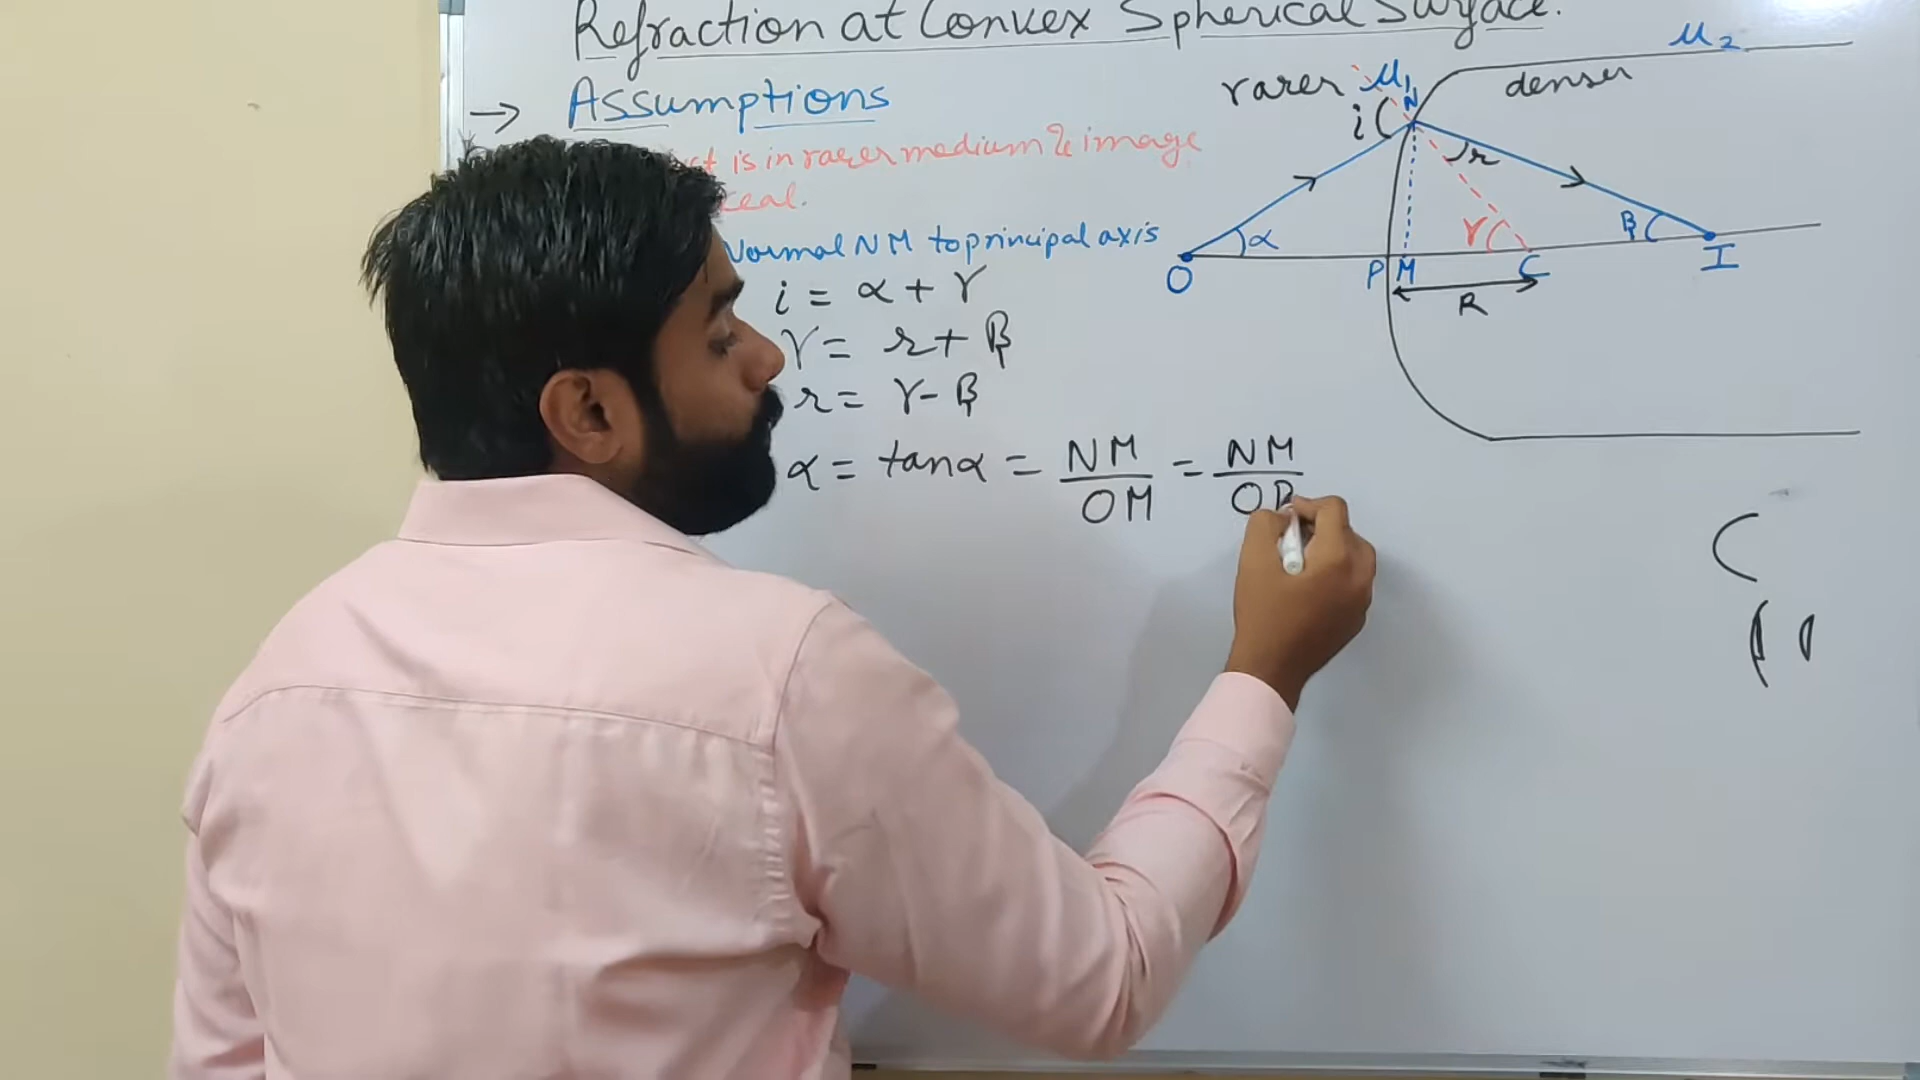 Refraction at Convex Spherical Surface.
→ Assumptions
is in rarer medium & image
real.
Normal NM to principal axis
i = α + γ
γ = r + β
r = γ - β
α = tanα = NM/OM = NM/OP
μ2
rarer μ1
denser
N
i
r
α
γ
β
O
P M
C
I
R